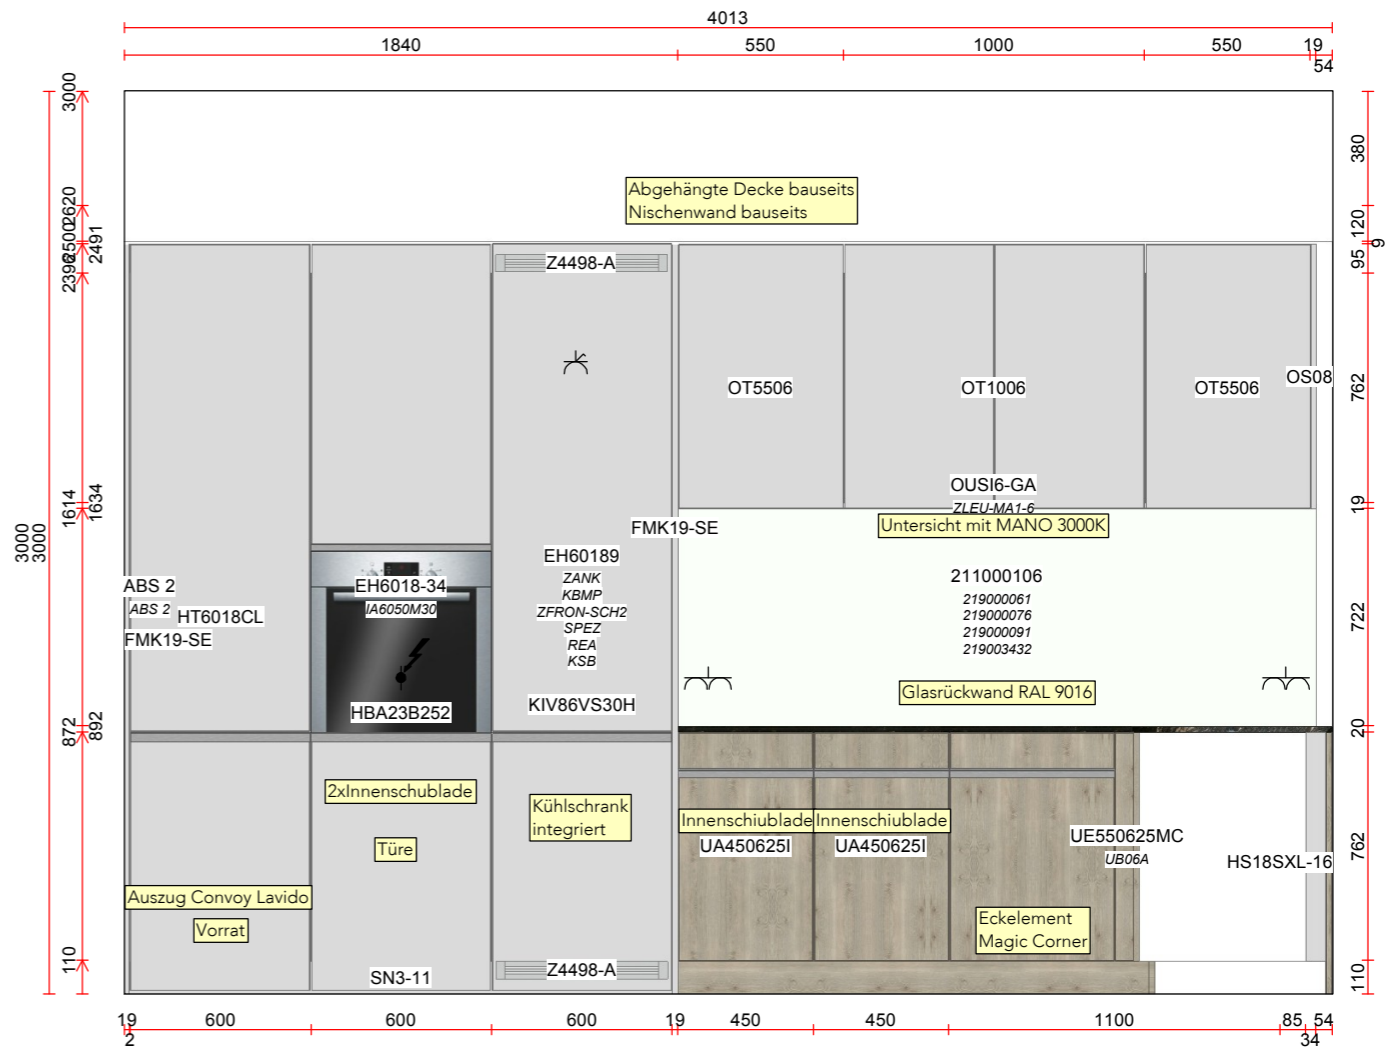 4013
1840
550
1000
550
19
54
3000
380
2620
120
2500
2491
9
2396
95
Abgehängte Decke bauseits
Nischenwand bauseits
Z4498-A
OT5506
OT1006
OT5506
OS08
762
1614
1634
19
OUSI6-GA
ZLEU-MA1-6
Untersicht mit MANO 3000K
FMK19-SE
3000
3000
EH60189
ZANK
KBMP
ZFRON-SCH2
SPEZ
REA
KSB
KIV86VS30H
ABS 2
ABS 2
HT6018CL
FMK19-SE
EH6018-34
IA6050M30
HBA23B252
211000106
219000061
219000076
219000091
219003432
722
Glasrückwand RAL 9016
872
892
20
2xInnenschublade
Türe
Kühlschrank
integriert
Innenschiublade
Innenschiublade
UA450625I
UA450625I
UE550625MC
UB06A
HS18SXL-16
762
Auszug Convoy Lavido
Vorrat
Eckelement
Magic Corner
110
SN3-11
Z4498-A
110
19
2
600
600
600
19
450
450
1100
85
34
54